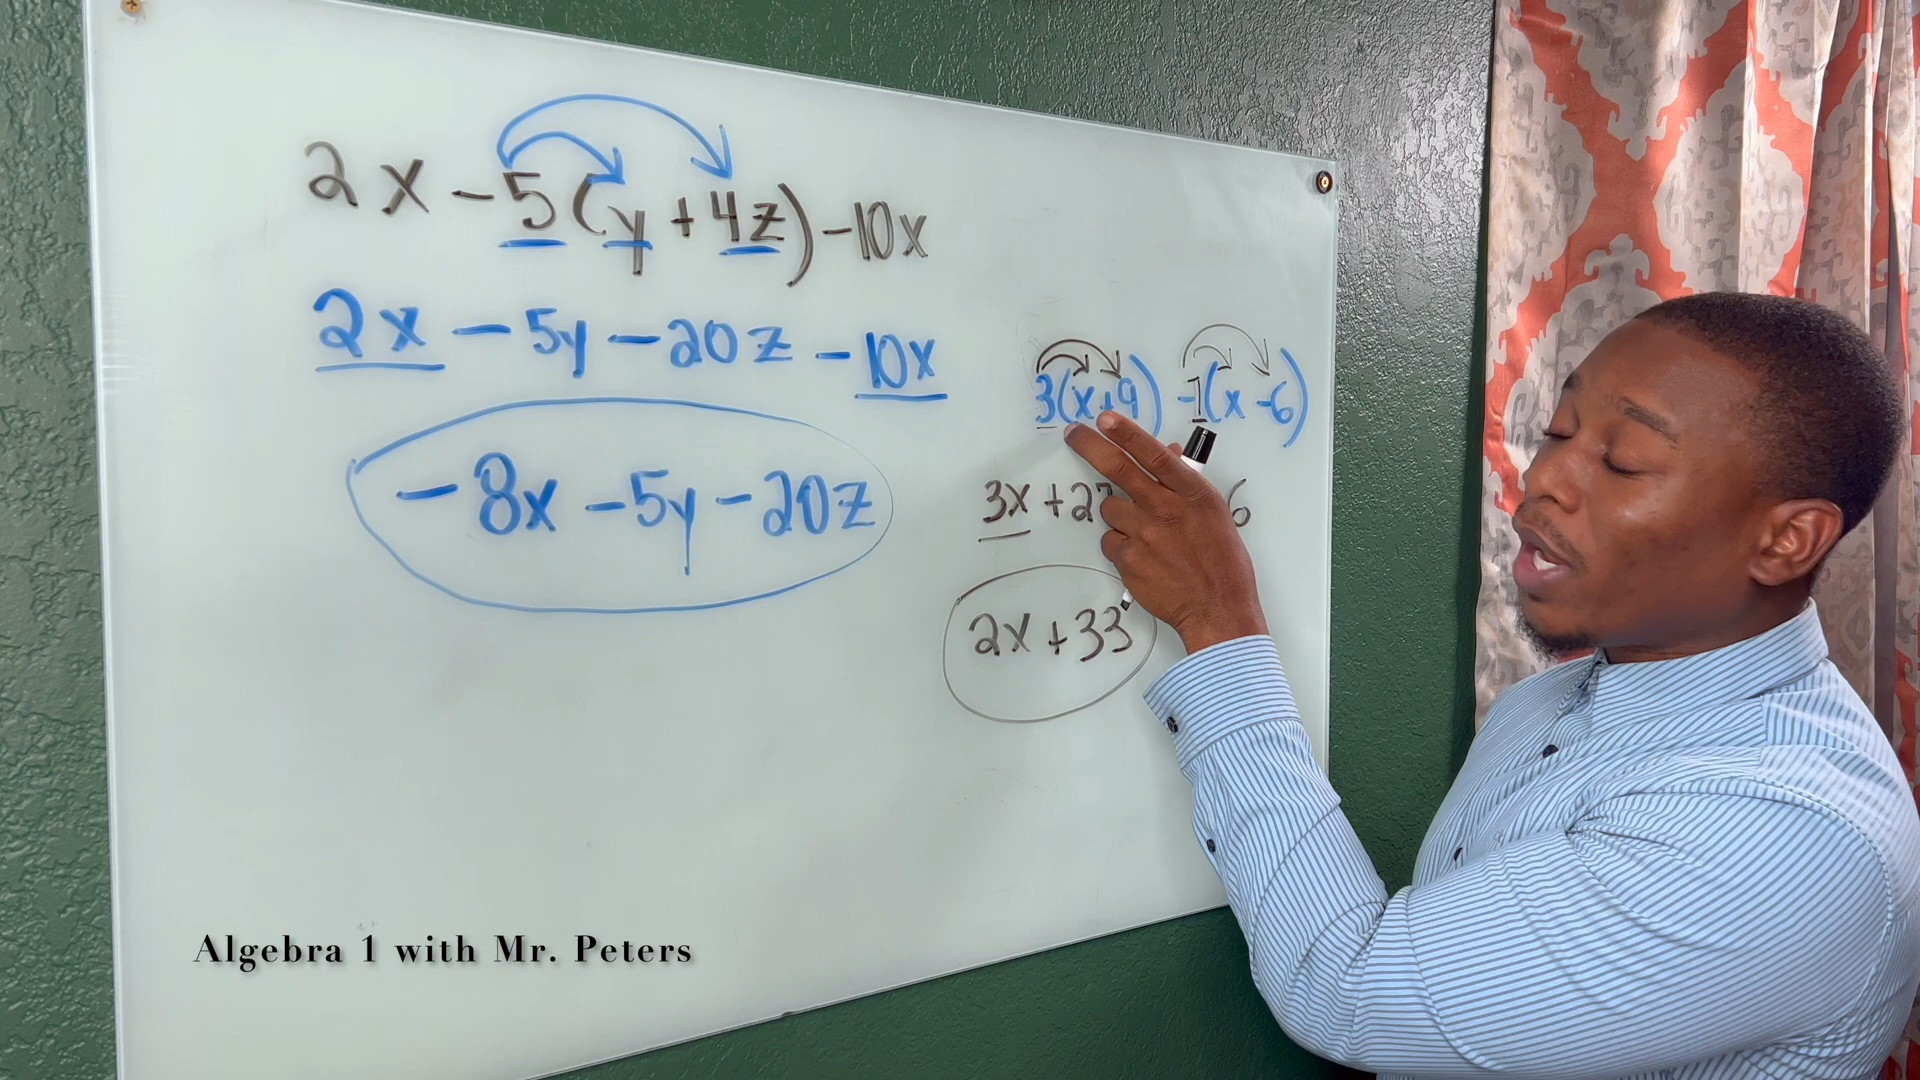 2x - 5(y + 4z) - 10x
2x - 5y - 20z - 10x
- 8x - 5y - 20z
3(x+9) -1(x -6)
3x + 27 6
2x + 33
Algebra 1 with Mr. Peters